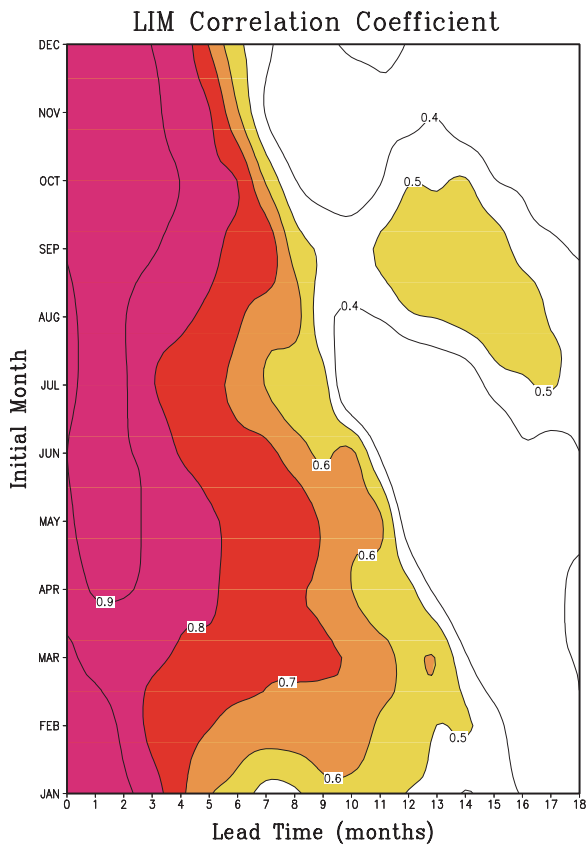 LIM Correlation Coefficient
DEC
NOV
0.4
OCT
0.5
SEP
AUG
0.4
JUL
0.5
JUN
0.6
MAY
0.6
APR
0.9
0.8
MAR
0.7
FEB
0.5
0.6
JAN
0 1 2 3 4 5 6 7 8 9 10 11 12 13 14 15 16 17 18
Initial Month
Lead Time (months)